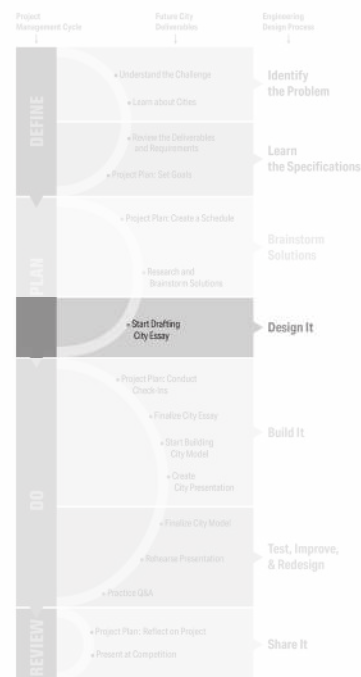 Project
Management Cycle
Future City
Deliverables
Engineering
Design Process
DEFINE
Understand the Challenge
Learn about Cities
Identify
the Problem
Review the Deliverables
and Requirements
Project Plan: Set Goals
Learn
the Specifications
PLAN
Project Plan: Create a Schedule
Research and
Brainstorm Solutions
Brainstorm
Solutions
Start Drafting
City Essay
Design It
DO
Project Plan: Conduct
Check-Ins
Finalize City Essay
Start Building
City Model
Create
City Presentation
Build It
Finalize City Model
Rehearse Presentation
Practice Q&A
Test, Improve,
& Redesign
REVIEW
Project Plan: Reflect on Project
Present at Competition
Share It